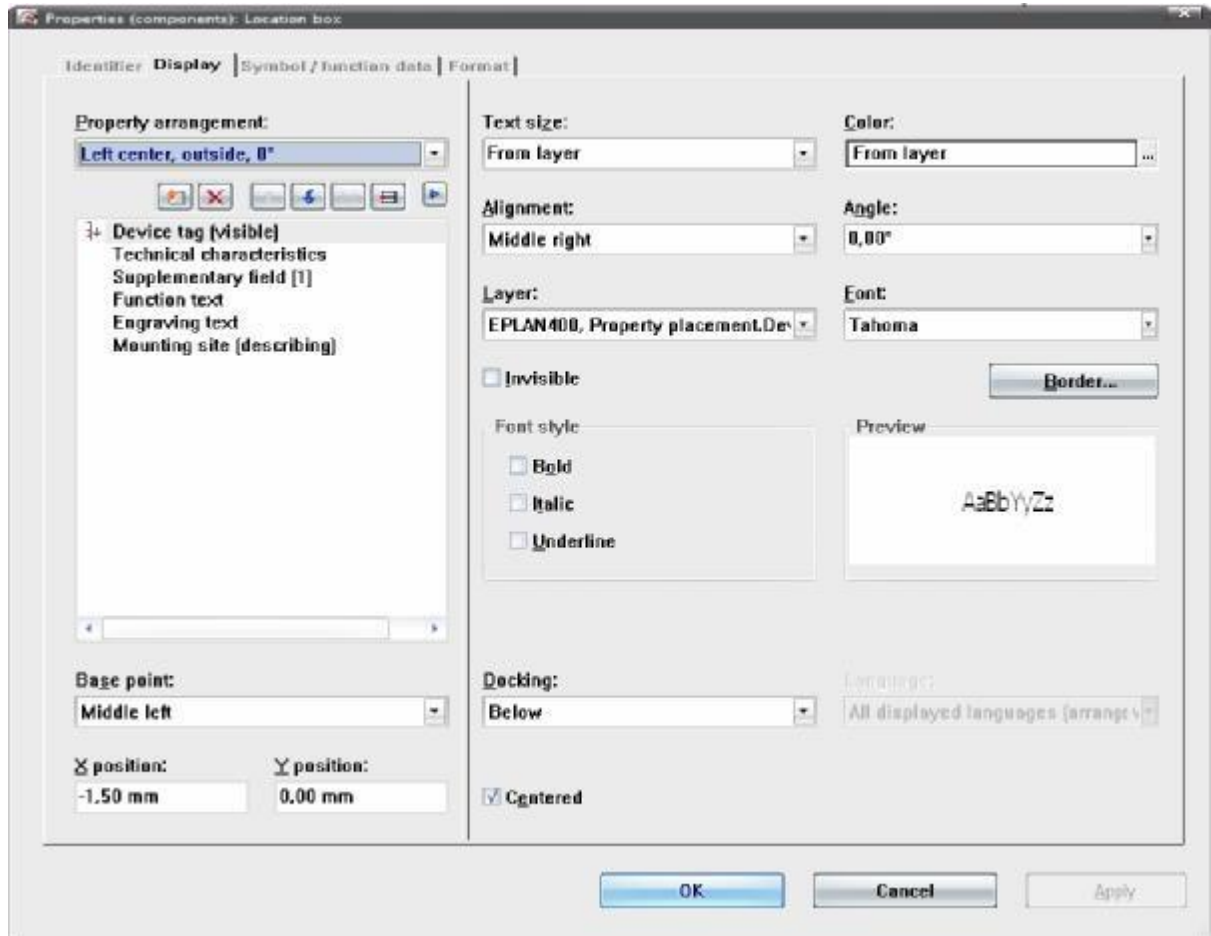 Properties (components): Location box
Identifier Display Symbol / function data Format
Property arrangement:
Left center, outside, 0°
Device tag (visible)
Technical characteristics
Supplementary field [1]
Function text
Engraving text
Mounting site (describing)
Base point:
Middle left
X position: Y position:
-1.50 mm 0.00 mm
Text size: Color:
From layer From layer ...
Alignment: Angle:
Middle right 0,00°
Layer: Font:
EPLAN400, Property placement.De Tahoma
Invisible Border...
Font style Preview
Bold
Italic
Underline
AaBbYyZz
Docking: Language:
Below All displayed languages (arrange v
Centered
OK Cancel Apply